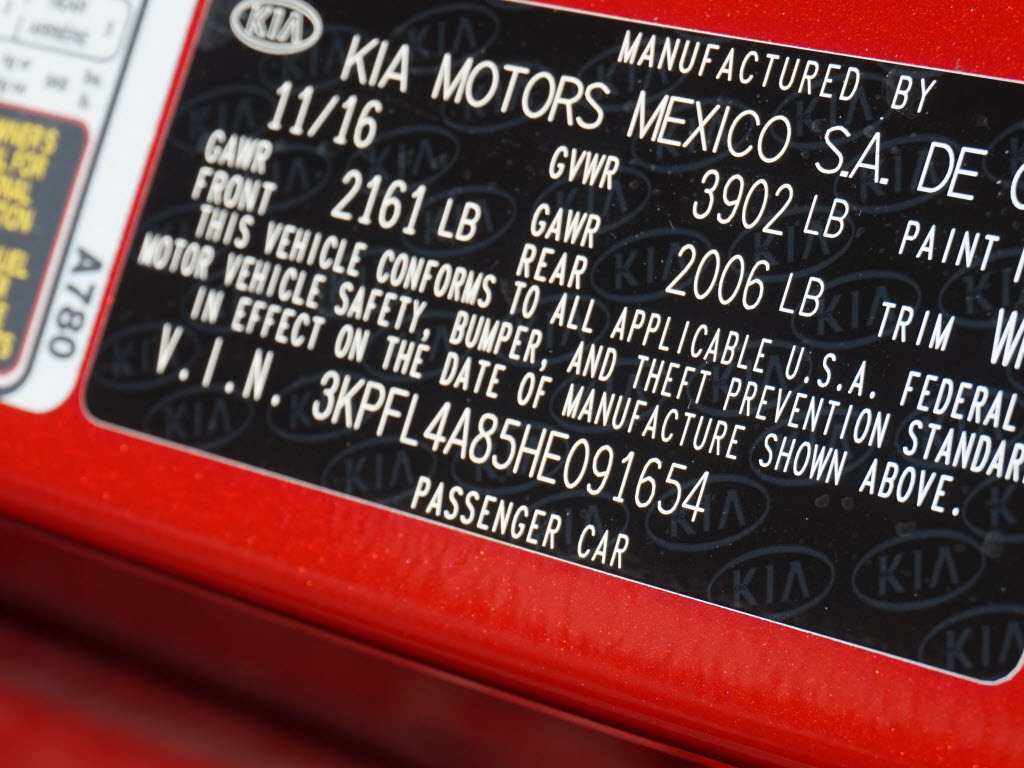 KIA
MANUFACTURED BY
KIA MOTORS MEXICO S.A. DE
11/16
GAWR FRONT 2161 LB
GVWR 3902 LB PAINT
GAWR REAR 2006 LB TRIM
THIS VEHICLE CONFORMS TO ALL APPLICABLE U.S.A. FEDERAL
MOTOR VEHICLE SAFETY, BUMPER, AND THEFT PREVENTION STANDAR
IN EFFECT ON THE DATE OF MANUFACTURE SHOWN ABOVE.
V.I.N. 3KPFL4A85HE091654
PASSENGER CAR
A780